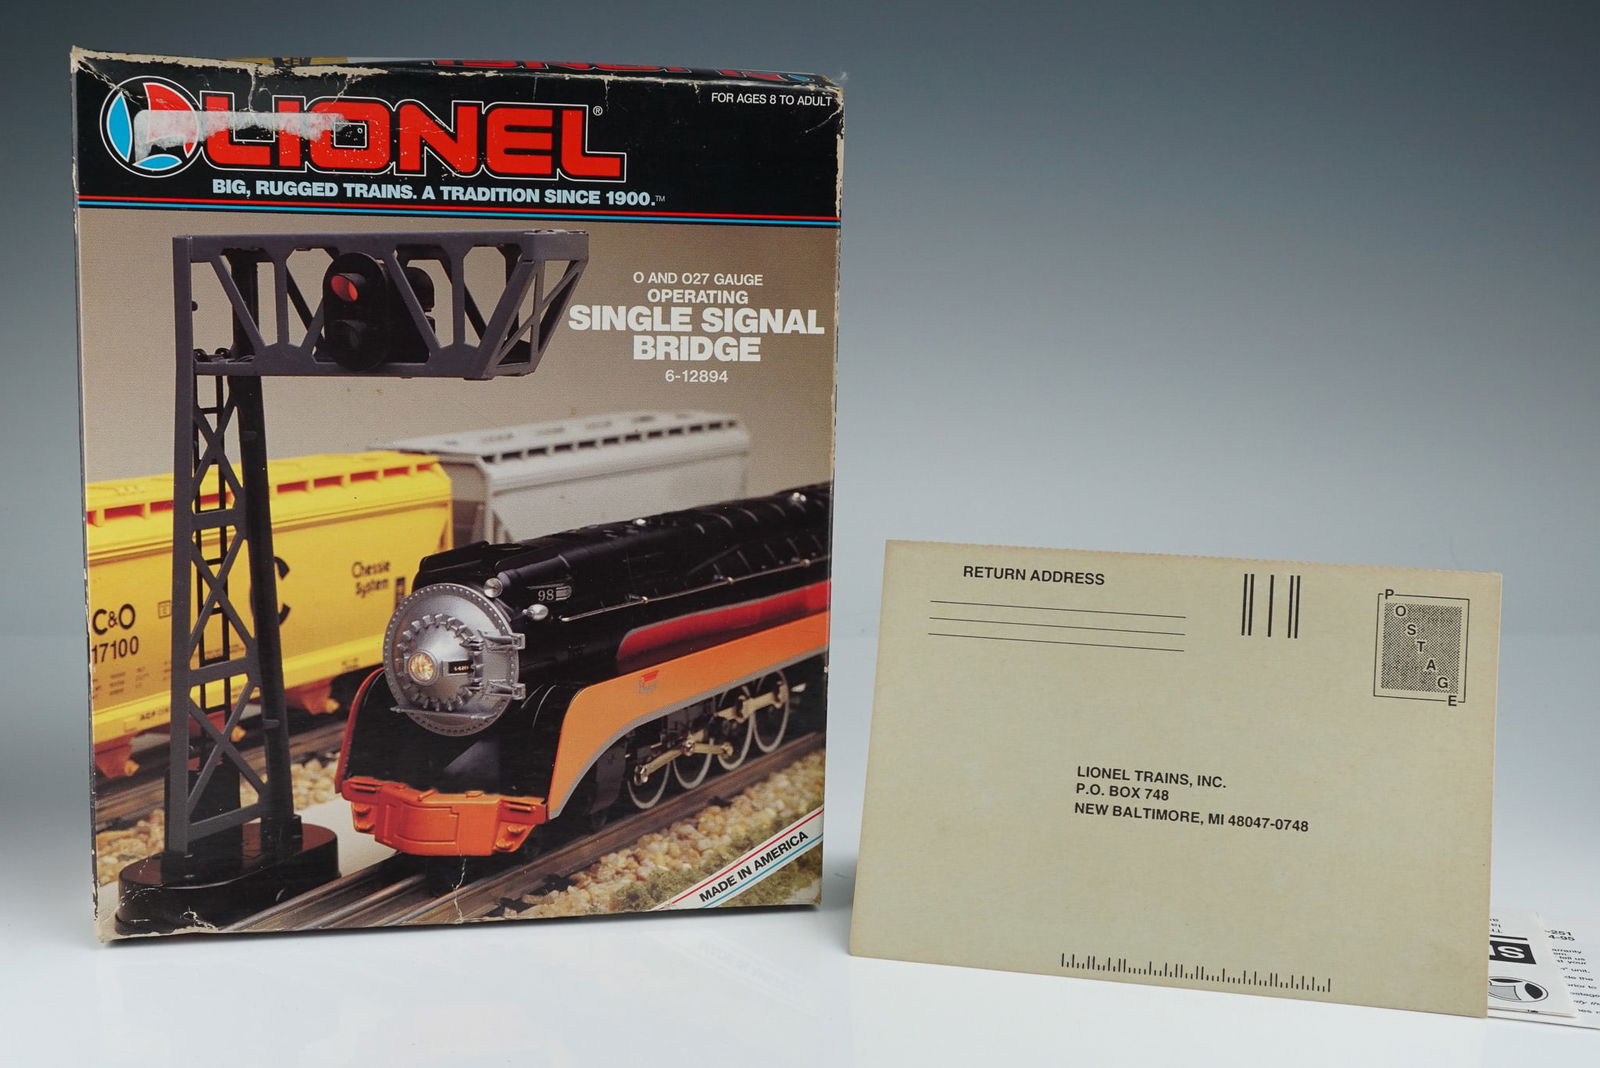 LIONEL®
FOR AGES 8 TO ADULT
BIG, RUGGED TRAINS. A TRADITION SINCE 1900.™
O AND O27 GAUGE
OPERATING
SINGLE SIGNAL
BRIDGE
6-12894
Chessie
System
C&O
17100
98
MADE IN AMERICA
RETURN ADDRESS
POSTAGE
LIONEL TRAINS, INC.
P.O. BOX 748
NEW BALTIMORE, MI 48047-0748